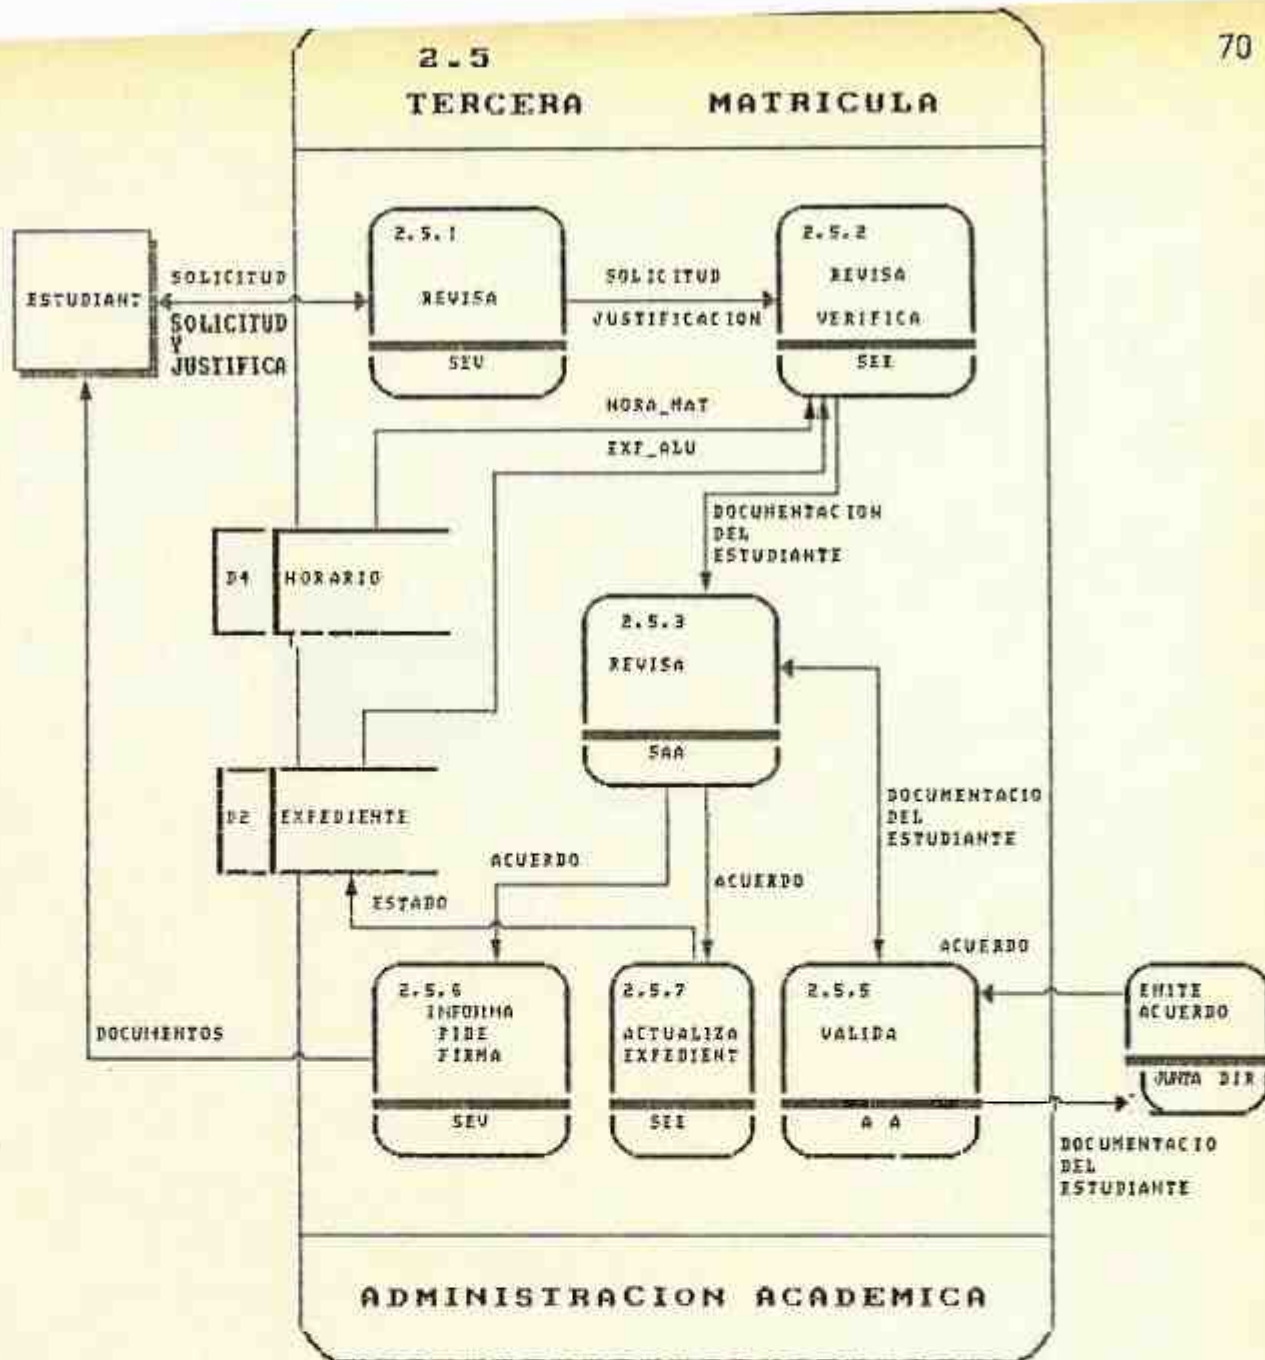 70
2.5
TERCERA MATRICULA
ESTUDIANT
SOLICITUD
SOLICITUD
Y
JUSTIFICA
2.5.1
REVISA
SEV
SOLICITUD
JUSTIFICACION
2.5.2
REVISA
VERIFICA
SEE
HORA_MAT
EXP_ALU
DOCUMENTACION
DEL
ESTUDIANTE
D4 HORARIO
2.5.3
REVISA
SAA
D2 EXPEDIENTE
DOCUMENTACIO
DEL
ESTUDIANTE
ACUERDO
ACUERDO
ESTADO
ACUERDO
2.5.6
INFORMA
PIDE
FIRMA
SEV
2.5.7
ACTUALIZA
EXPEDIENT
SEE
2.5.5
VALIDA
A A
EMITE
ACUERDO
JUNTA DIR
DOCUMENTOS
DOCUMENTACIO
DEL
ESTUDIANTE
ADMINISTRACION ACADEMICA